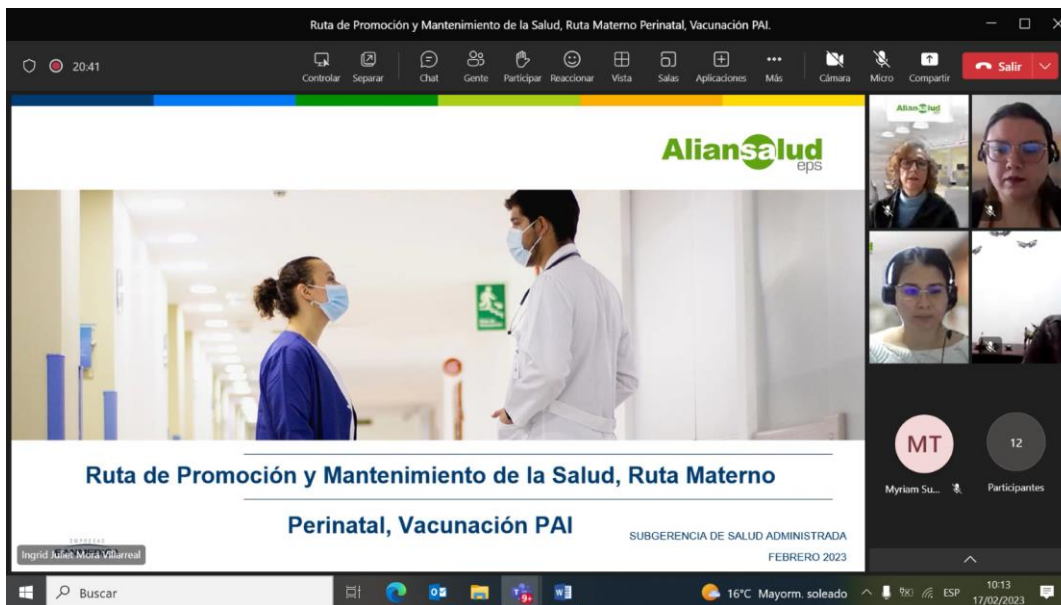 Ruta de Promoción y Mantenimiento de la Salud, Ruta Materno Perinatal, Vacunación PAI.
20:41
Controlar
Separar
Chat
Gente
Participar
Reaccionar
Vista
Salas
Aplicaciones
Más
Cámara
Micro
Compartir
Salir
Aliansalud
eps
Aliansalud
Ruta de Promoción y Mantenimiento de la Salud, Ruta Materno
Perinatal, Vacunación PAI
SUBGERENCIA DE SALUD ADMINISTRADA
FEBRERO 2023
EMPRESAS
Ingrid Juliet Mora Villarreal
MT
Myriam Su...
12
Participantes
Buscar
9+
16°C Mayorm. soleado
ESP
10:13
17/02/2023